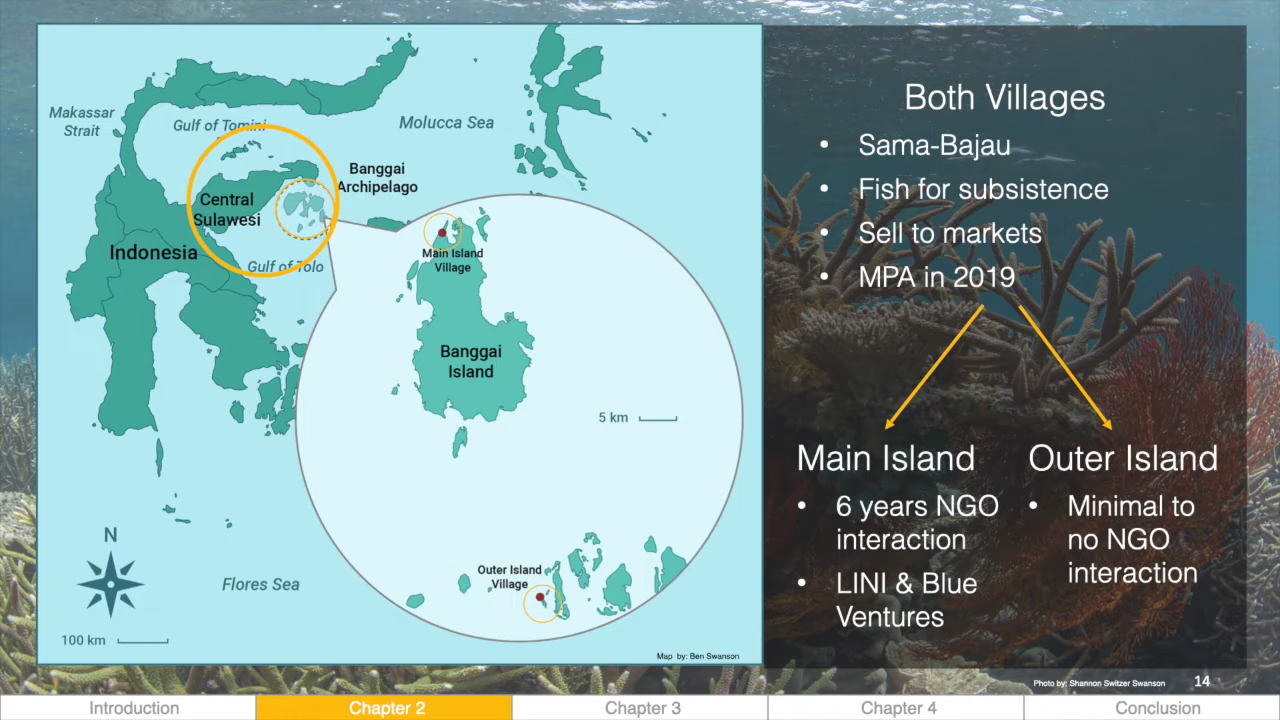 Makassar
Strait
Gulf of Tomini
Molucca Sea
Banggai
Archipelago
Central
Sulawesi
Indonesia
Gulf of Tolo
Main Island
Village
Banggai
Island
5 km
Outer Island
Village
N
Flores Sea
100 km
Map by: Ben Swanson
Both Villages
• Sama-Bajau
• Fish for subsistence
• Sell to markets
• MPA in 2019
Main Island
• 6 years NGO
interaction
• LINI & Blue
Ventures
Outer Island
• Minimal to
no NGO
interaction
Photo by: Shannon Switzer Swanson
14
Introduction
Chapter 2
Chapter 3
Chapter 4
Conclusion